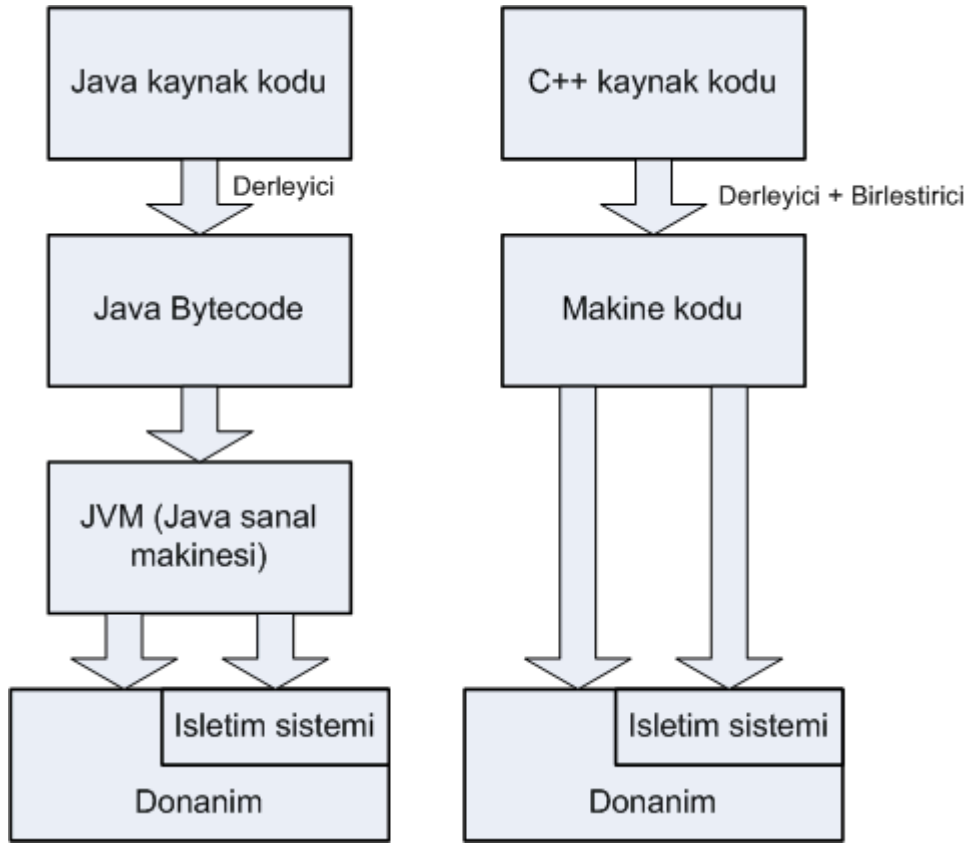 Java kaynak kodu
Derleyici
Java Bytecode
JVM (Java sanal
makinesi)
Isletim sistemi
Donanim
C++ kaynak kodu
Derleyici + Birlestirici
Makine kodu
Isletim sistemi
Donanim